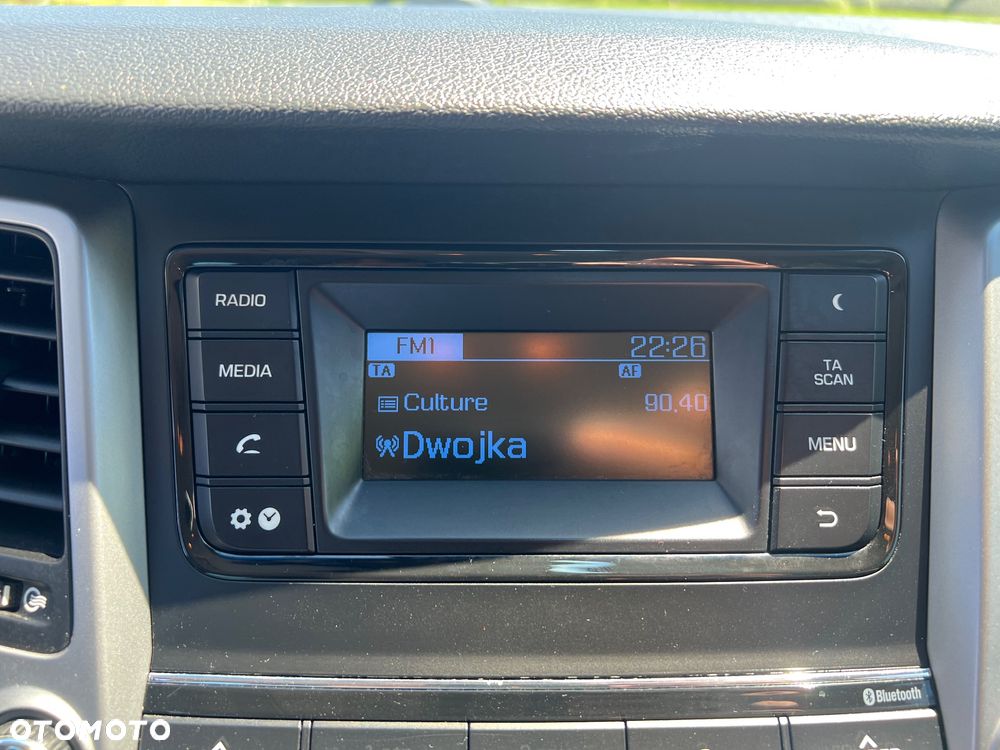 RADIO
MEDIA
FM1 22:26
TA AF
Culture 90.40
Dwojka
TA
SCAN
MENU
Bluetooth
OTOMOTO